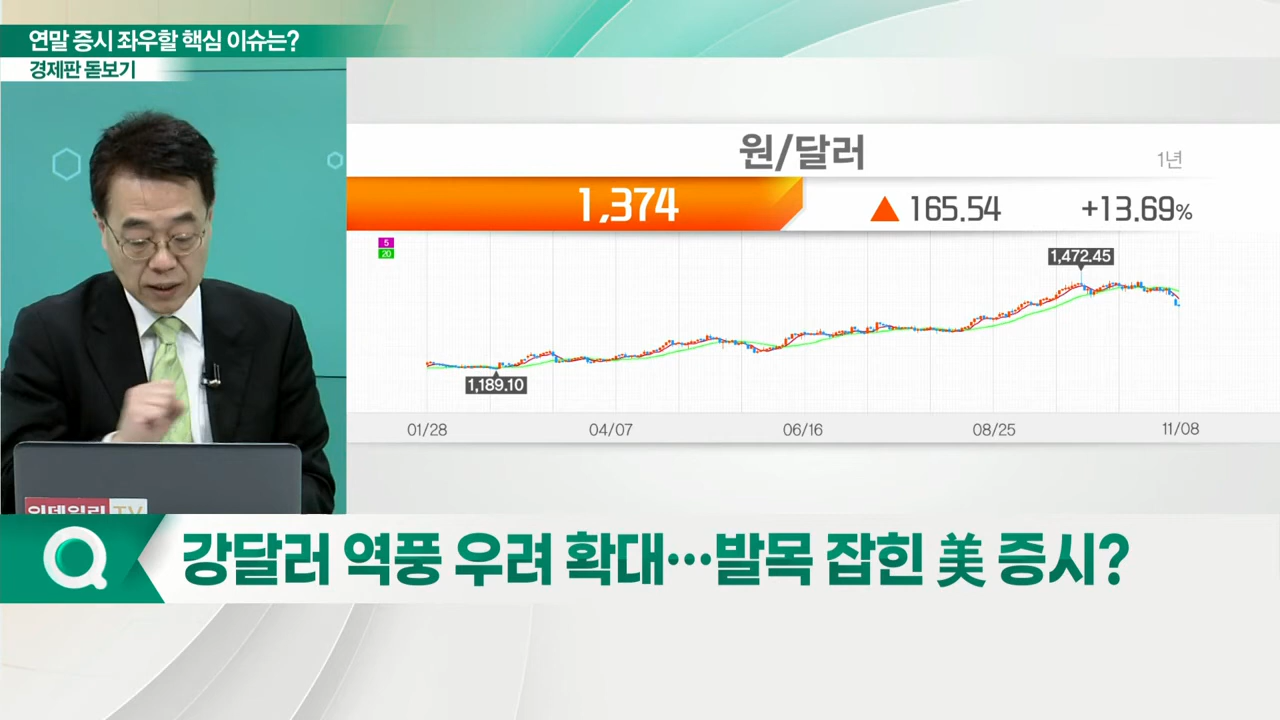 연말 증시 좌우할 핵심 이슈는?
경제판 돋보기
원/달러
1년
1,374
▲ 165.54
+13.69%
5
20
1,472.45
1,189.10
01/28
04/07
06/16
08/25
11/08
이데일리 TV
강달러 역풍 우려 확대…발목 잡힌 美 증시?